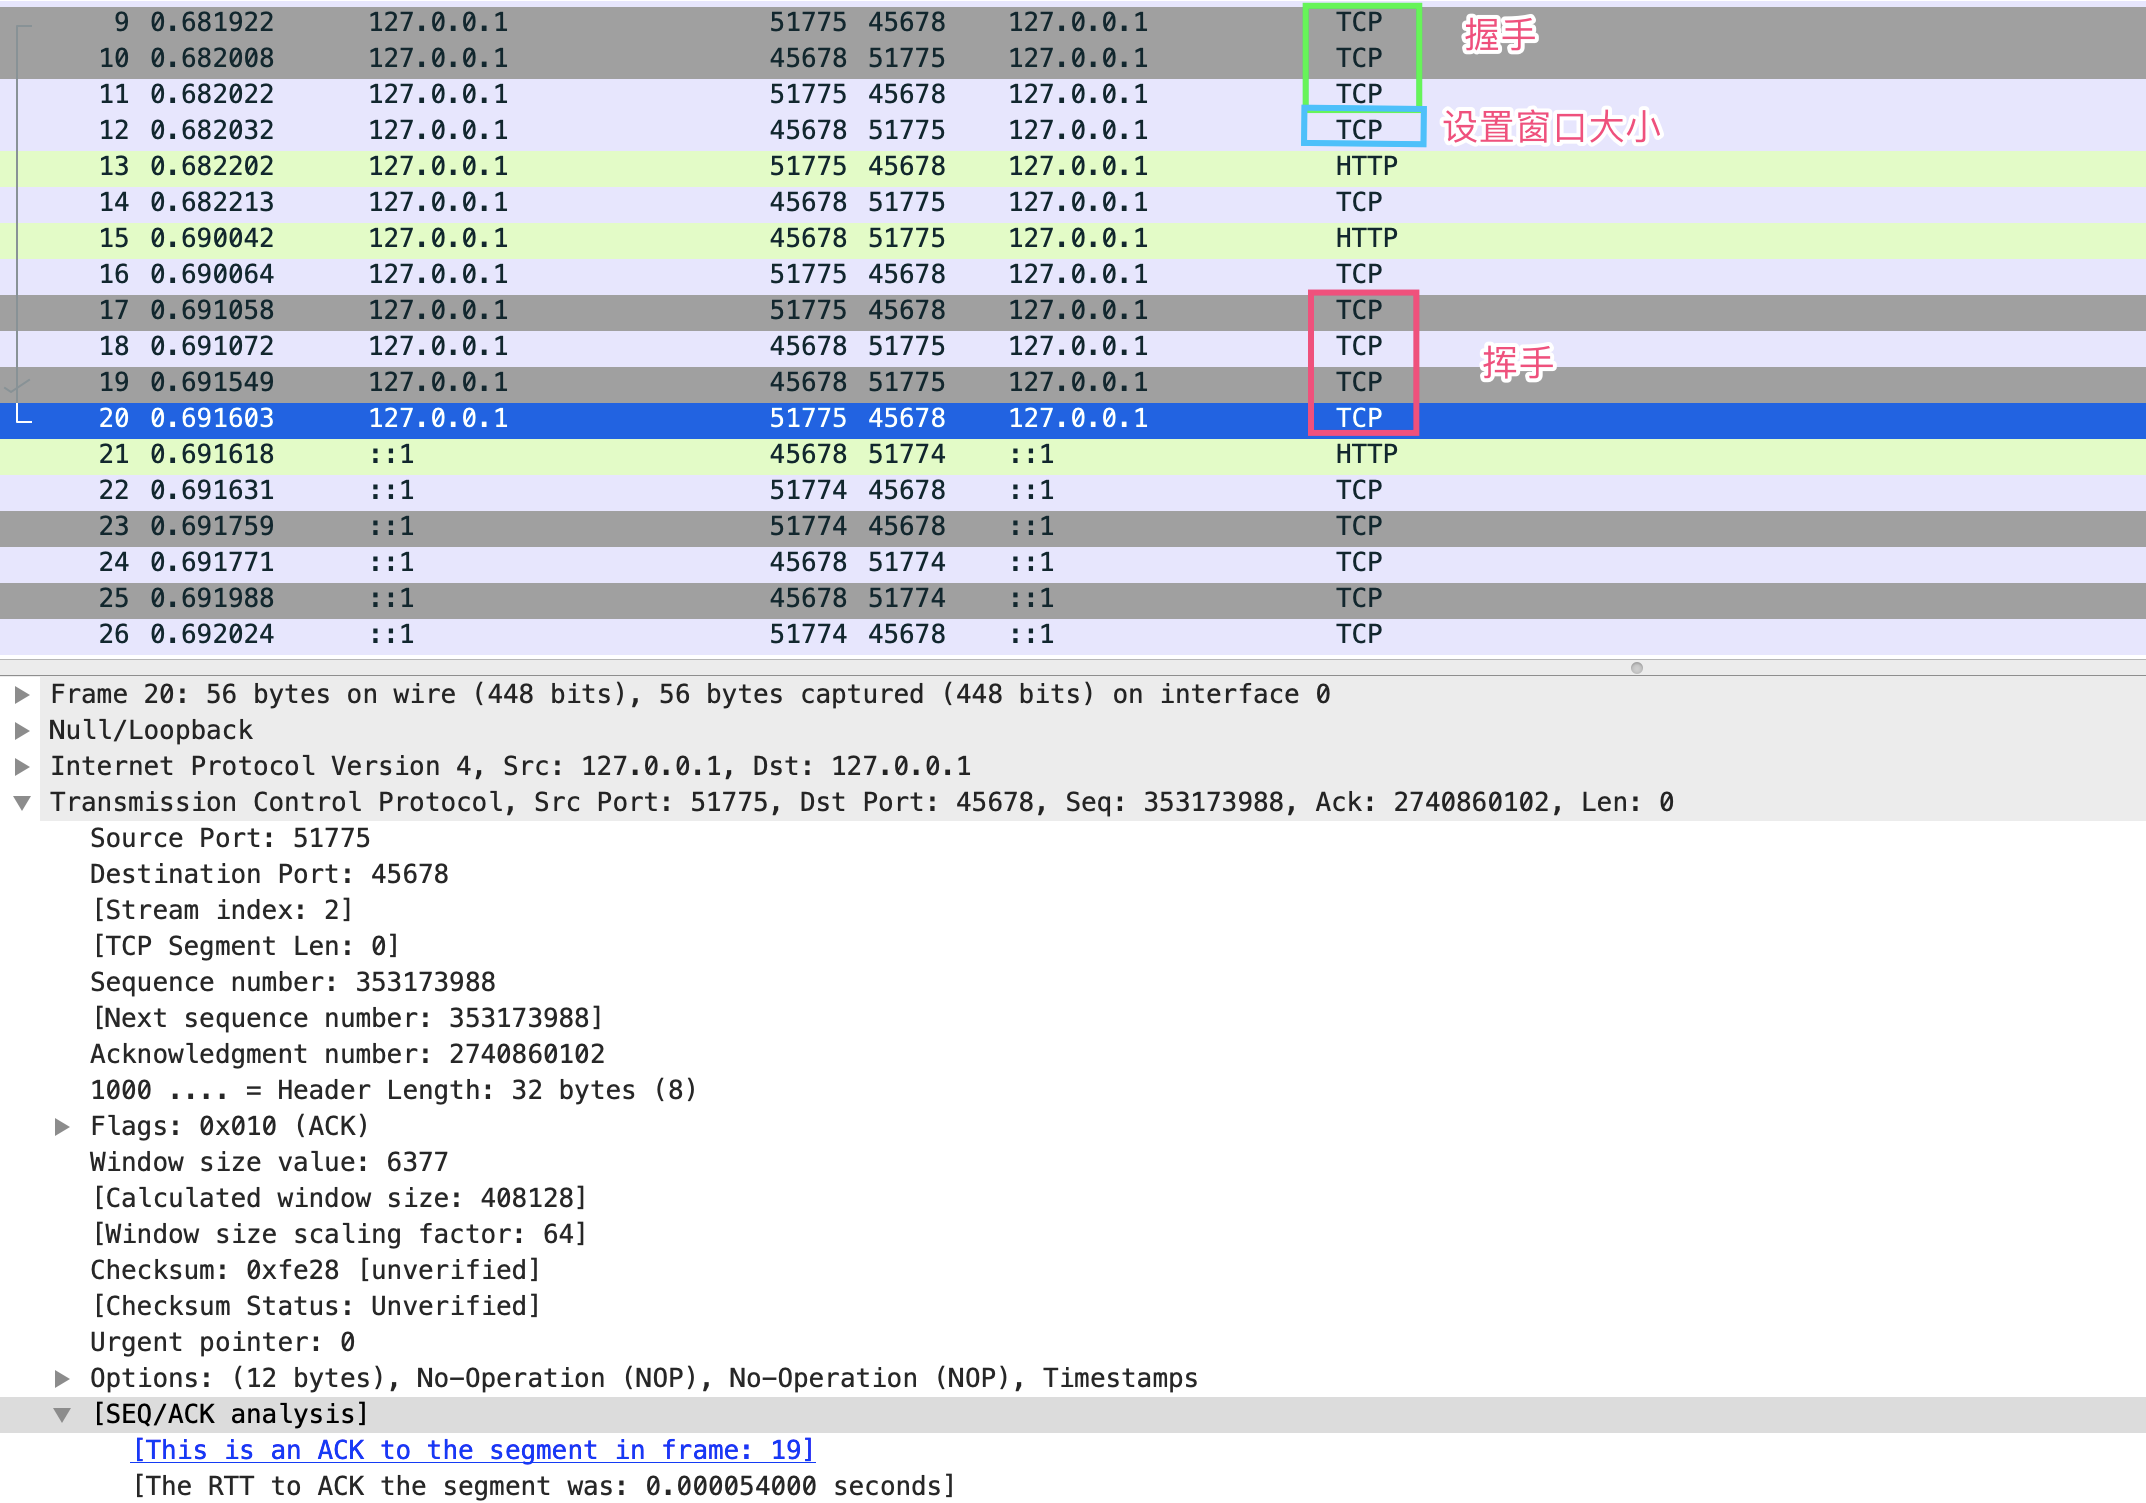 9 0.681922 127.0.0.1 51775 45678 127.0.0.1 TCP 握手
10 0.682008 127.0.0.1 45678 51775 127.0.0.1 TCP
11 0.682022 127.0.0.1 51775 45678 127.0.0.1 TCP
12 0.682032 127.0.0.1 45678 51775 127.0.0.1 TCP 设置窗口大小
13 0.682202 127.0.0.1 51775 45678 127.0.0.1 HTTP
14 0.682213 127.0.0.1 45678 51775 127.0.0.1 TCP
15 0.690042 127.0.0.1 45678 51775 127.0.0.1 HTTP
16 0.690064 127.0.0.1 51775 45678 127.0.0.1 TCP
17 0.691058 127.0.0.1 51775 45678 127.0.0.1 TCP
18 0.691072 127.0.0.1 45678 51775 127.0.0.1 TCP 挥手
19 0.691549 127.0.0.1 45678 51775 127.0.0.1 TCP
20 0.691603 127.0.0.1 51775 45678 127.0.0.1 TCP
21 0.691618 ::1 45678 51774 ::1 HTTP
22 0.691631 ::1 51774 45678 ::1 TCP
23 0.691759 ::1 51774 45678 ::1 TCP
24 0.691771 ::1 45678 51774 ::1 TCP
25 0.691988 ::1 45678 51774 ::1 TCP
26 0.692024 ::1 51774 45678 ::1 TCP
Frame 20: 56 bytes on wire (448 bits), 56 bytes captured (448 bits) on interface 0
Null/Loopback
Internet Protocol Version 4, Src: 127.0.0.1, Dst: 127.0.0.1
Transmission Control Protocol, Src Port: 51775, Dst Port: 45678, Seq: 353173988, Ack: 2740860102, Len: 0
Source Port: 51775
Destination Port: 45678
[Stream index: 2]
[TCP Segment Len: 0]
Sequence number: 353173988
[Next sequence number: 353173988]
Acknowledgment number: 2740860102
1000 .... = Header Length: 32 bytes (8)
Flags: 0x010 (ACK)
Window size value: 6377
[Calculated window size: 408128]
[Window size scaling factor: 64]
Checksum: 0xfe28 [unverified]
[Checksum Status: Unverified]
Urgent pointer: 0
Options: (12 bytes), No-Operation (NOP), No-Operation (NOP), Timestamps
[SEQ/ACK analysis]
[This is an ACK to the segment in frame: 19]
[The RTT to ACK the segment was: 0.000054000 seconds]